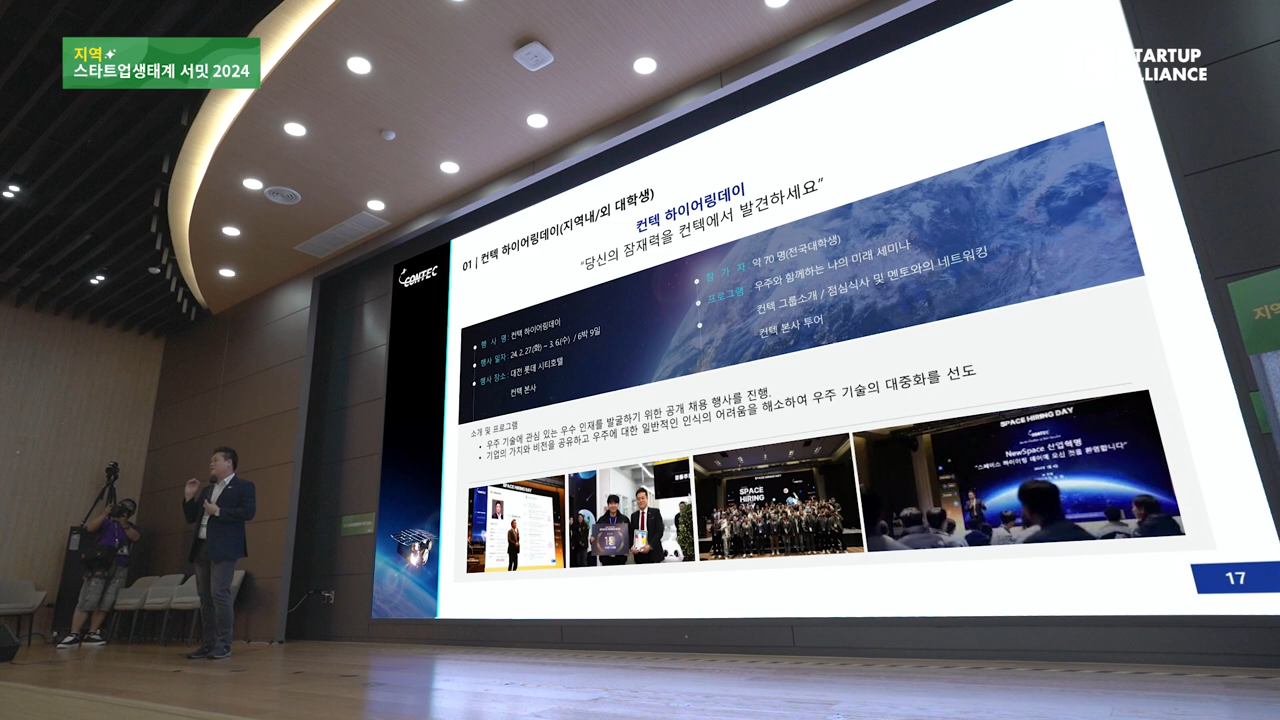 지역
스타트업생태계 서밋 2024
STARTUP
ALLIANCE
CONTEC
01 | 컨텍 하이어링데이(지역내/외 대학생)
컨텍 하이어링데이
“당신의 잠재력을 컨텍에서 발견하세요”
행 사 명 : 컨텍 하이어링데이
행사 일자 : 24. 2. 27(화) ~ 3. 6.(수) / 6박 9일
행사 장소 : 대전 롯데 시티호텔
컨텍 본사
참 가 자 : 약 70 명(전국대학생)
프로그램 : 우주와 함께하는 나의 미래 세미나
컨텍 그룹소개 / 점심식사 및 멘토와의 네트워킹
컨텍 본사 투어
소개 및 프로그램
• 우주 기술에 관심 있는 우수 인재를 발굴하기 위한 공개 채용 행사를 진행.
• 기업의 가치와 비전을 공유하고 우주에 대한 일반적인 인식의 어려움을 해소하여 우주 기술의 대중화를 선도
SPACE HIRING DAY
SPACE
HIRING
SPACE HIRING DAY
CONTEC
NewSpace 산업혁명
“스페이스 하이어링 데이에 오신 것을 환영합니다”
17
지역